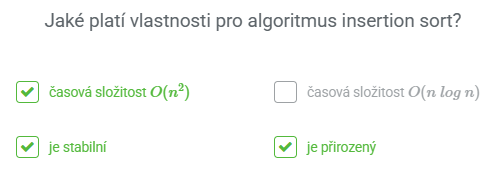 Jaké platí vlastnosti pro algoritmus insertion sort?
časová složitost O(n²)
časová složitost O(n log n)
je stabilní
je přirozený